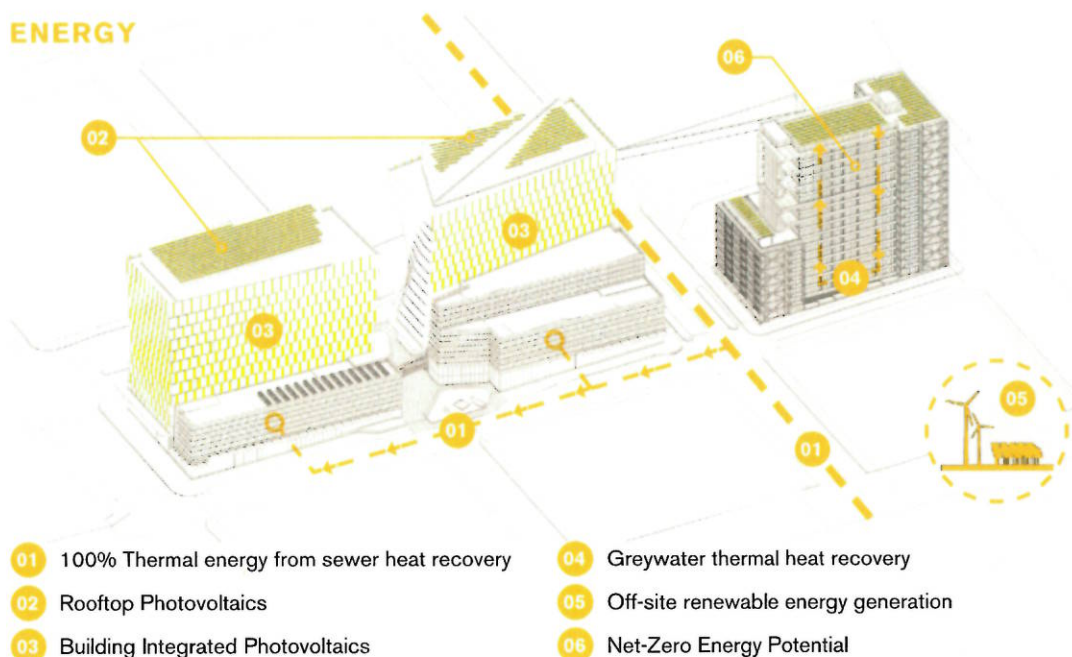 ENERGY
06
02
03
03
04
05
01
01
01 100% Thermal energy from sewer heat recovery
02 Rooftop Photovoltaics
03 Building Integrated Photovoltaics
04 Greywater thermal heat recovery
05 Off-site renewable energy generation
06 Net-Zero Energy Potential